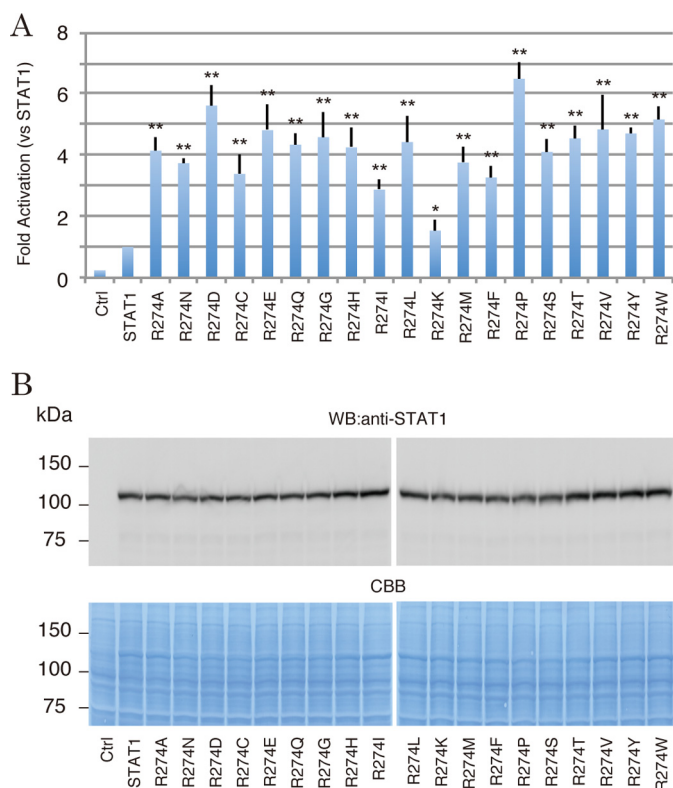 A
Fold Activation (vs STAT1)
8
6
4
2
0
** ** ** ** ** ** ** ** ** ** * ** ** ** ** ** ** ** **
Ctrl STAT1 R274A R274N R274D R274C R274E R274Q R274G R274H R274I R274L R274K R274M R274F R274P R274S R274T R274V R274Y R274W
B
kDa
WB:anti-STAT1
150
100
75
CBB
150
100
75
Ctrl STAT1 R274A R274N R274D R274C R274E R274Q R274G R274H R274I R274L R274K R274M R274F R274P R274S R274T R274V R274Y R274W